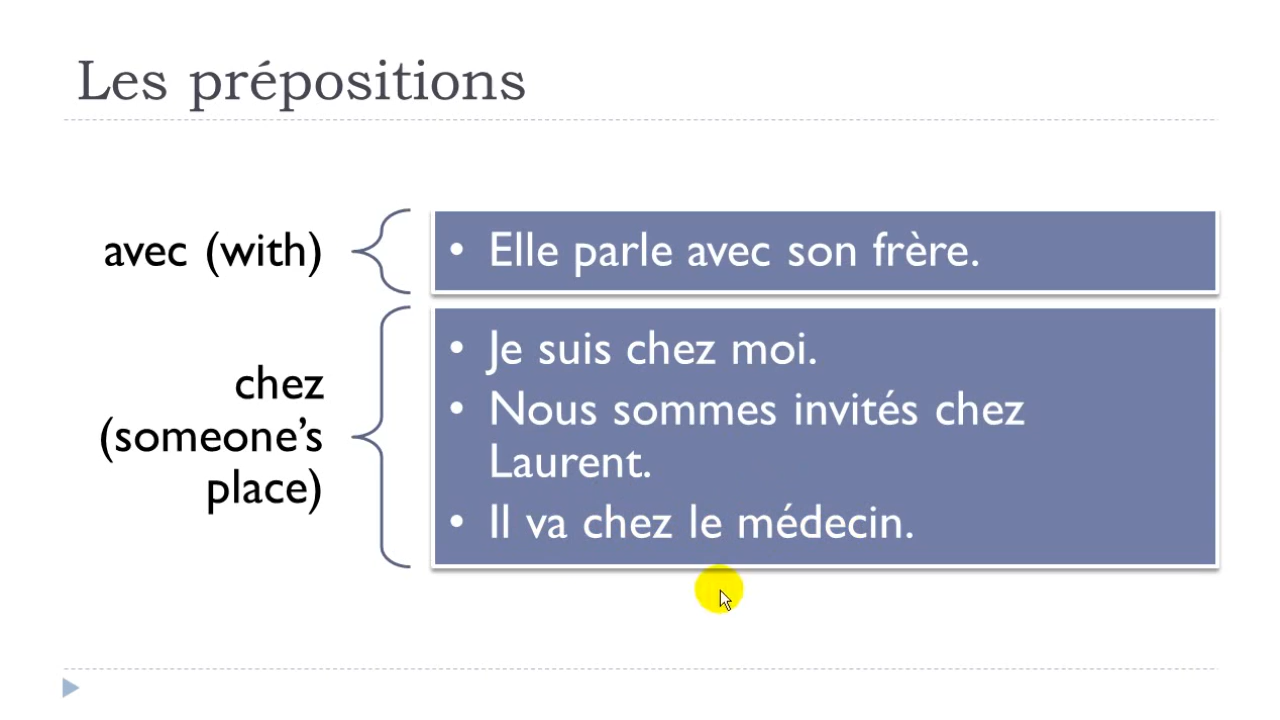 Les prépositions
avec (with)
• Elle parle avec son frère.
chez
(someone's
place)
• Je suis chez moi.
• Nous sommes invités chez
Laurent.
• Il va chez le médecin.